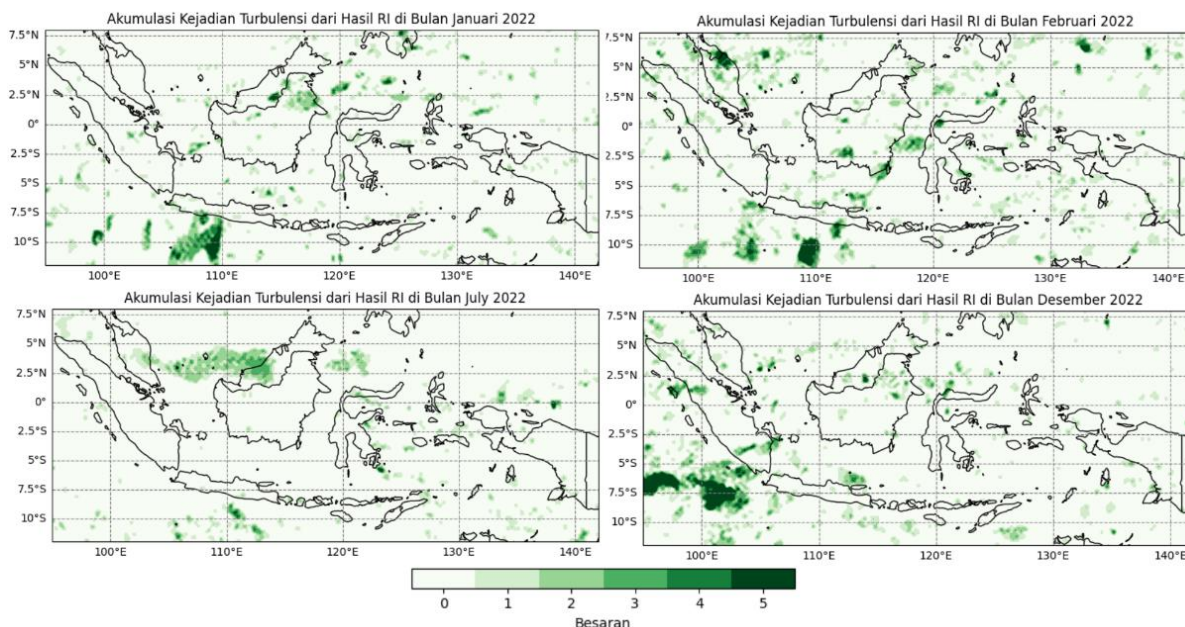 Akumulasi Kejadian Turbulensi dari Hasil RI di Bulan Januari 2022
7.5°N
5°N
2.5°N
0°
2.5°S
5°S
7.5°S
10°S
100°E 110°E 120°E 130°E 140°E
Akumulasi Kejadian Turbulensi dari Hasil RI di Bulan Februari 2022
7.5°N
5°N
2.5°N
0°
2.5°S
5°S
7.5°S
10°S
100°E 110°E 120°E 130°E 140°E
Akumulasi Kejadian Turbulensi dari Hasil RI di Bulan July 2022
7.5°N
5°N
2.5°N
0°
2.5°S
5°S
7.5°S
10°S
100°E 110°E 120°E 130°E 140°E
Akumulasi Kejadian Turbulensi dari Hasil RI di Bulan Desember 2022
7.5°N
5°N
2.5°N
0°
2.5°S
5°S
7.5°S
10°S
100°E 110°E 120°E 130°E 140°E
0 1 2 3 4 5
Besaran